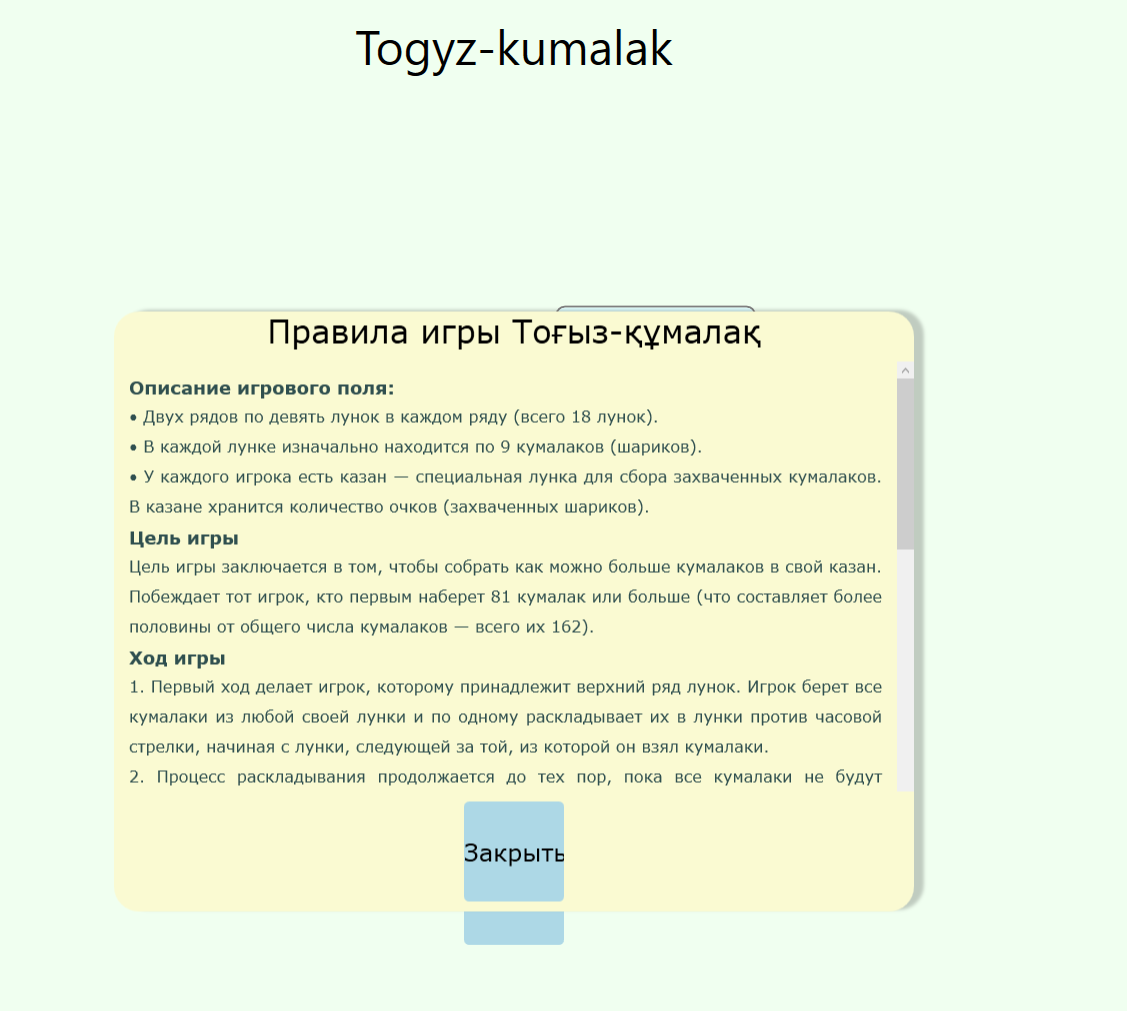 Togyz-kumalak
Правила игры Тоғыз-құмалақ
Описание игрового поля:
• Двух рядов по девять лунок в каждом ряду (всего 18 лунок).
• В каждой лунке изначально находится по 9 кумалаков (шариков).
• У каждого игрока есть казан — специальная лунка для сбора захваченных кумалаков.
В казане хранится количество очков (захваченных шариков).
Цель игры
Цель игры заключается в том, чтобы собрать как можно больше кумалаков в свой казан.
Побеждает тот игрок, кто первым наберет 81 кумалак или больше (что составляет более
половины от общего числа кумалаков — всего их 162).
Ход игры
1. Первый ход делает игрок, которому принадлежит верхний ряд лунок. Игрок берет все
кумалаки из любой своей лунки и по одному раскладывает их в лунки против часовой
стрелки, начиная с лунки, следующей за той, из которой он взял кумалаки.
2. Процесс раскладывания продолжается до тех пор, пока все кумалаки не будут
Закрыть